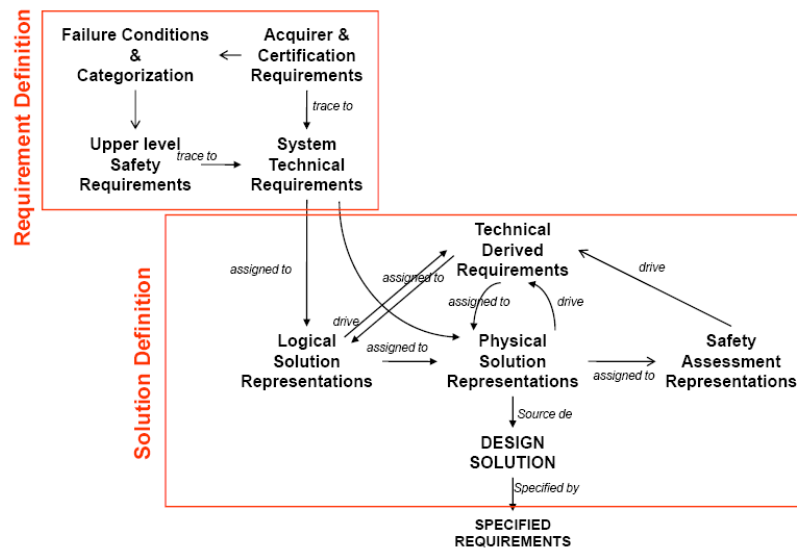 Requirement Definition
Failure Conditions
&
Categorization
Acquirer &
Certification
Requirements
trace to
Upper level
Safety
Requirements
trace to
System
Technical
Requirements
Solution Definition
Technical
Derived
Requirements
assigned to
assigned to
drive
assigned to
drive
drive
Logical
Solution
Representations
assigned to
Physical
Solution
Representations
assigned to
Safety
Assessment
Representations
Source de
DESIGN
SOLUTION
Specified by
SPECIFIED
REQUIREMENTS